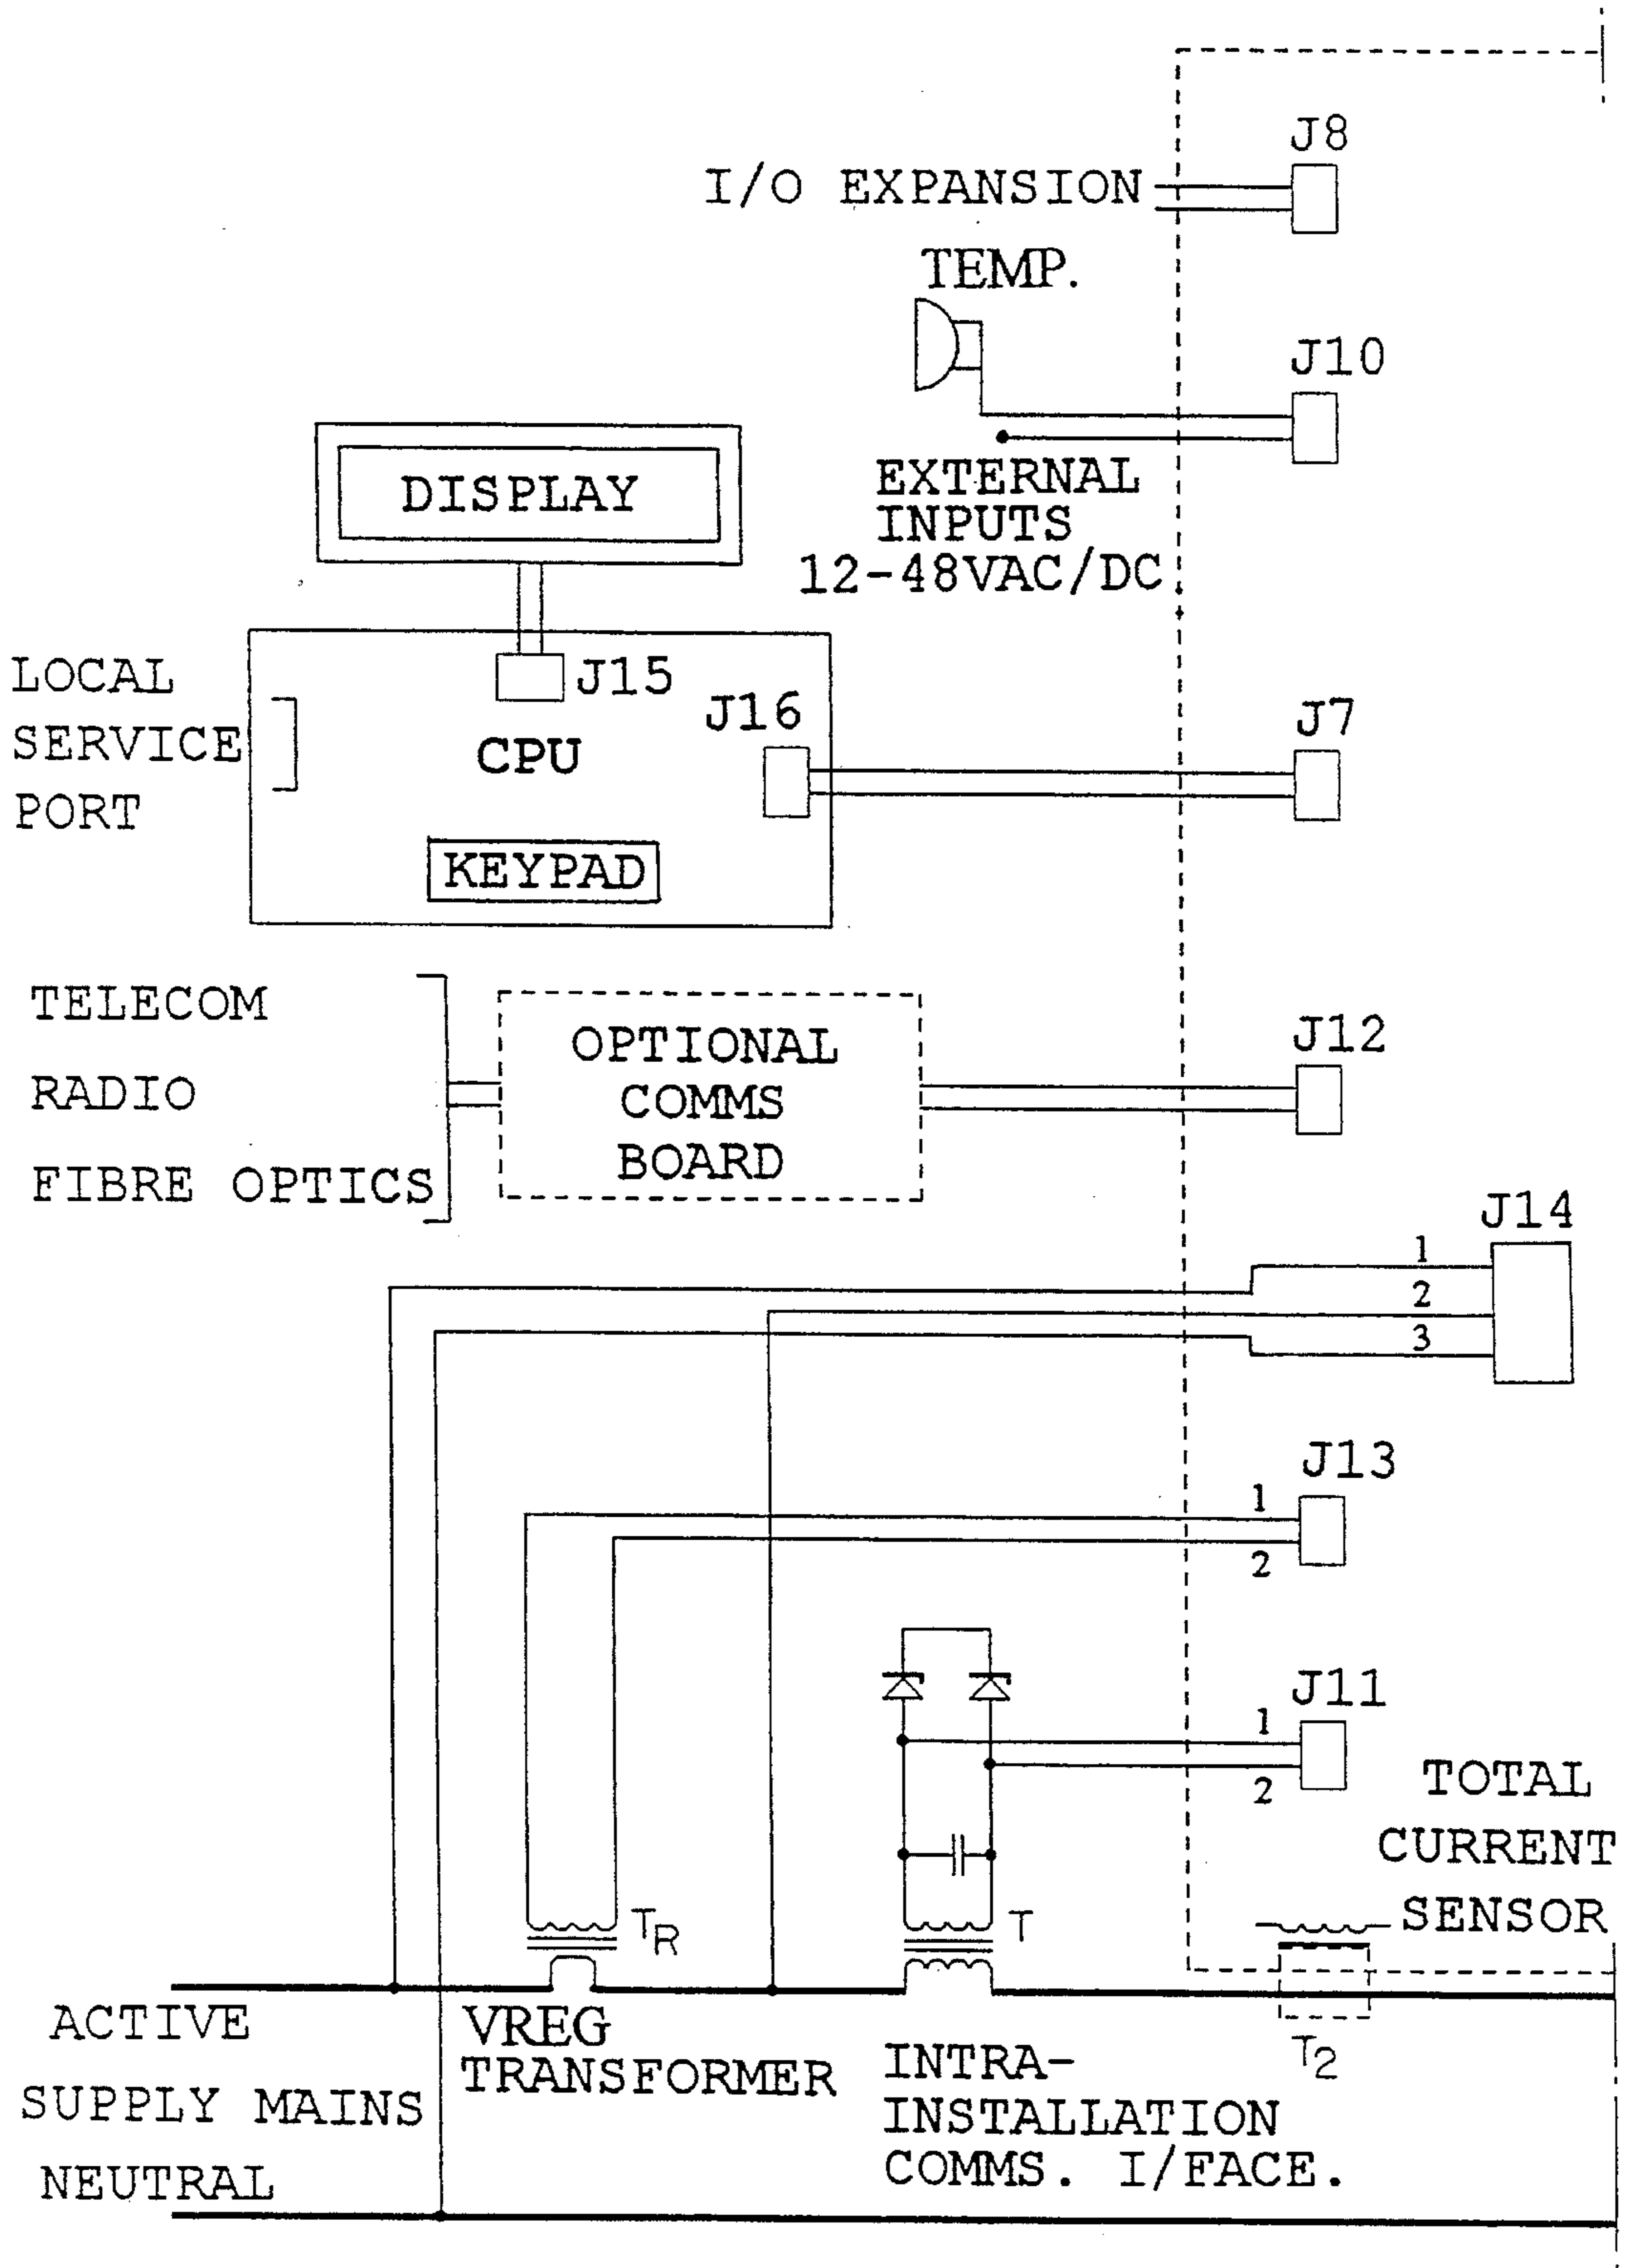 J8
I/O EXPANSION
TEMP.
J10
EXTERNAL
INPUTS
12-48VAC/DC
DISPLAY
J15
LOCAL
SERVICE
PORT
J16
CPU
J7
KEYPAD
TELECOM
RADIO
FIBRE OPTICS
OPTIONAL
COMMS
BOARD
J12
J14
1
2
3
J13
1
2
J11
1
2
TOTAL
CURRENT
SENSOR
TR
T
T2
ACTIVE
SUPPLY MAINS
NEUTRAL
VREG
TRANSFORMER
INTRA-
INSTALLATION
COMMS. I/FACE.